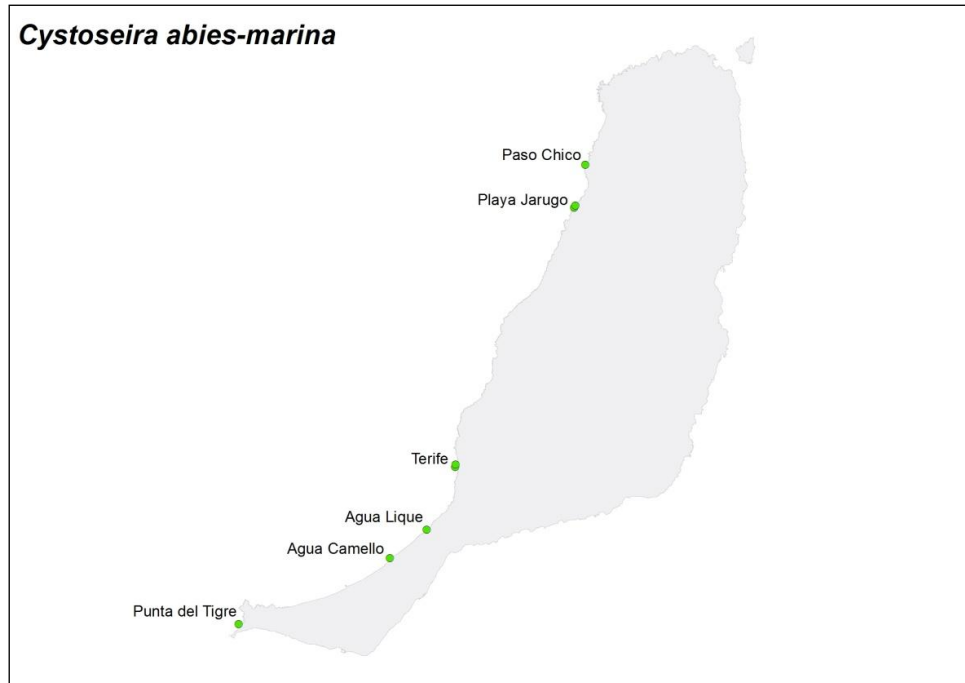 Cystoseira abies-marina
Paso Chico
Playa Jarugo
Terife
Agua Lique
Agua Camello
Punta del Tigre